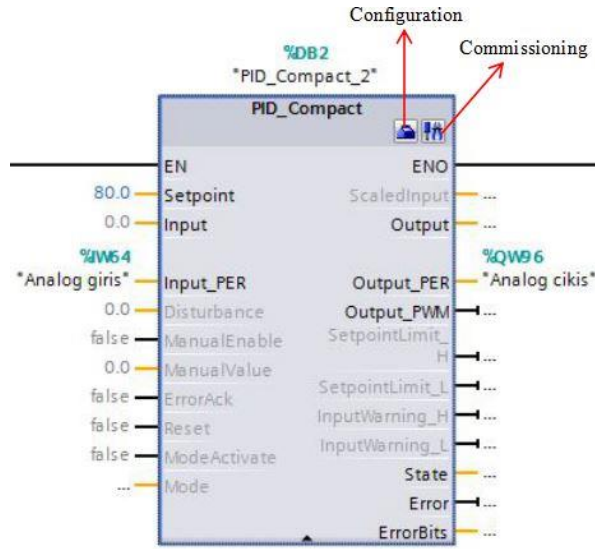 Configuration
Commissioning
%DB2
"PID_Compact_2"
PID_Compact
EN ENO
80.0 Setpoint ScaledInput ...
0.0 Input Output ...
%IW64 %QW96
"Analog giris" Input_PER Output_PER "Analog cikis"
0.0 Disturbance Output_PWM ...
false ManualEnable SetpointLimit_
H ...
0.0 ManualValue
false ErrorAck SetpointLimit_L ...
false Reset InputWarning_H ...
false ModeActivate InputWarning_L ...
... Mode State ...
Error ...
ErrorBits ...